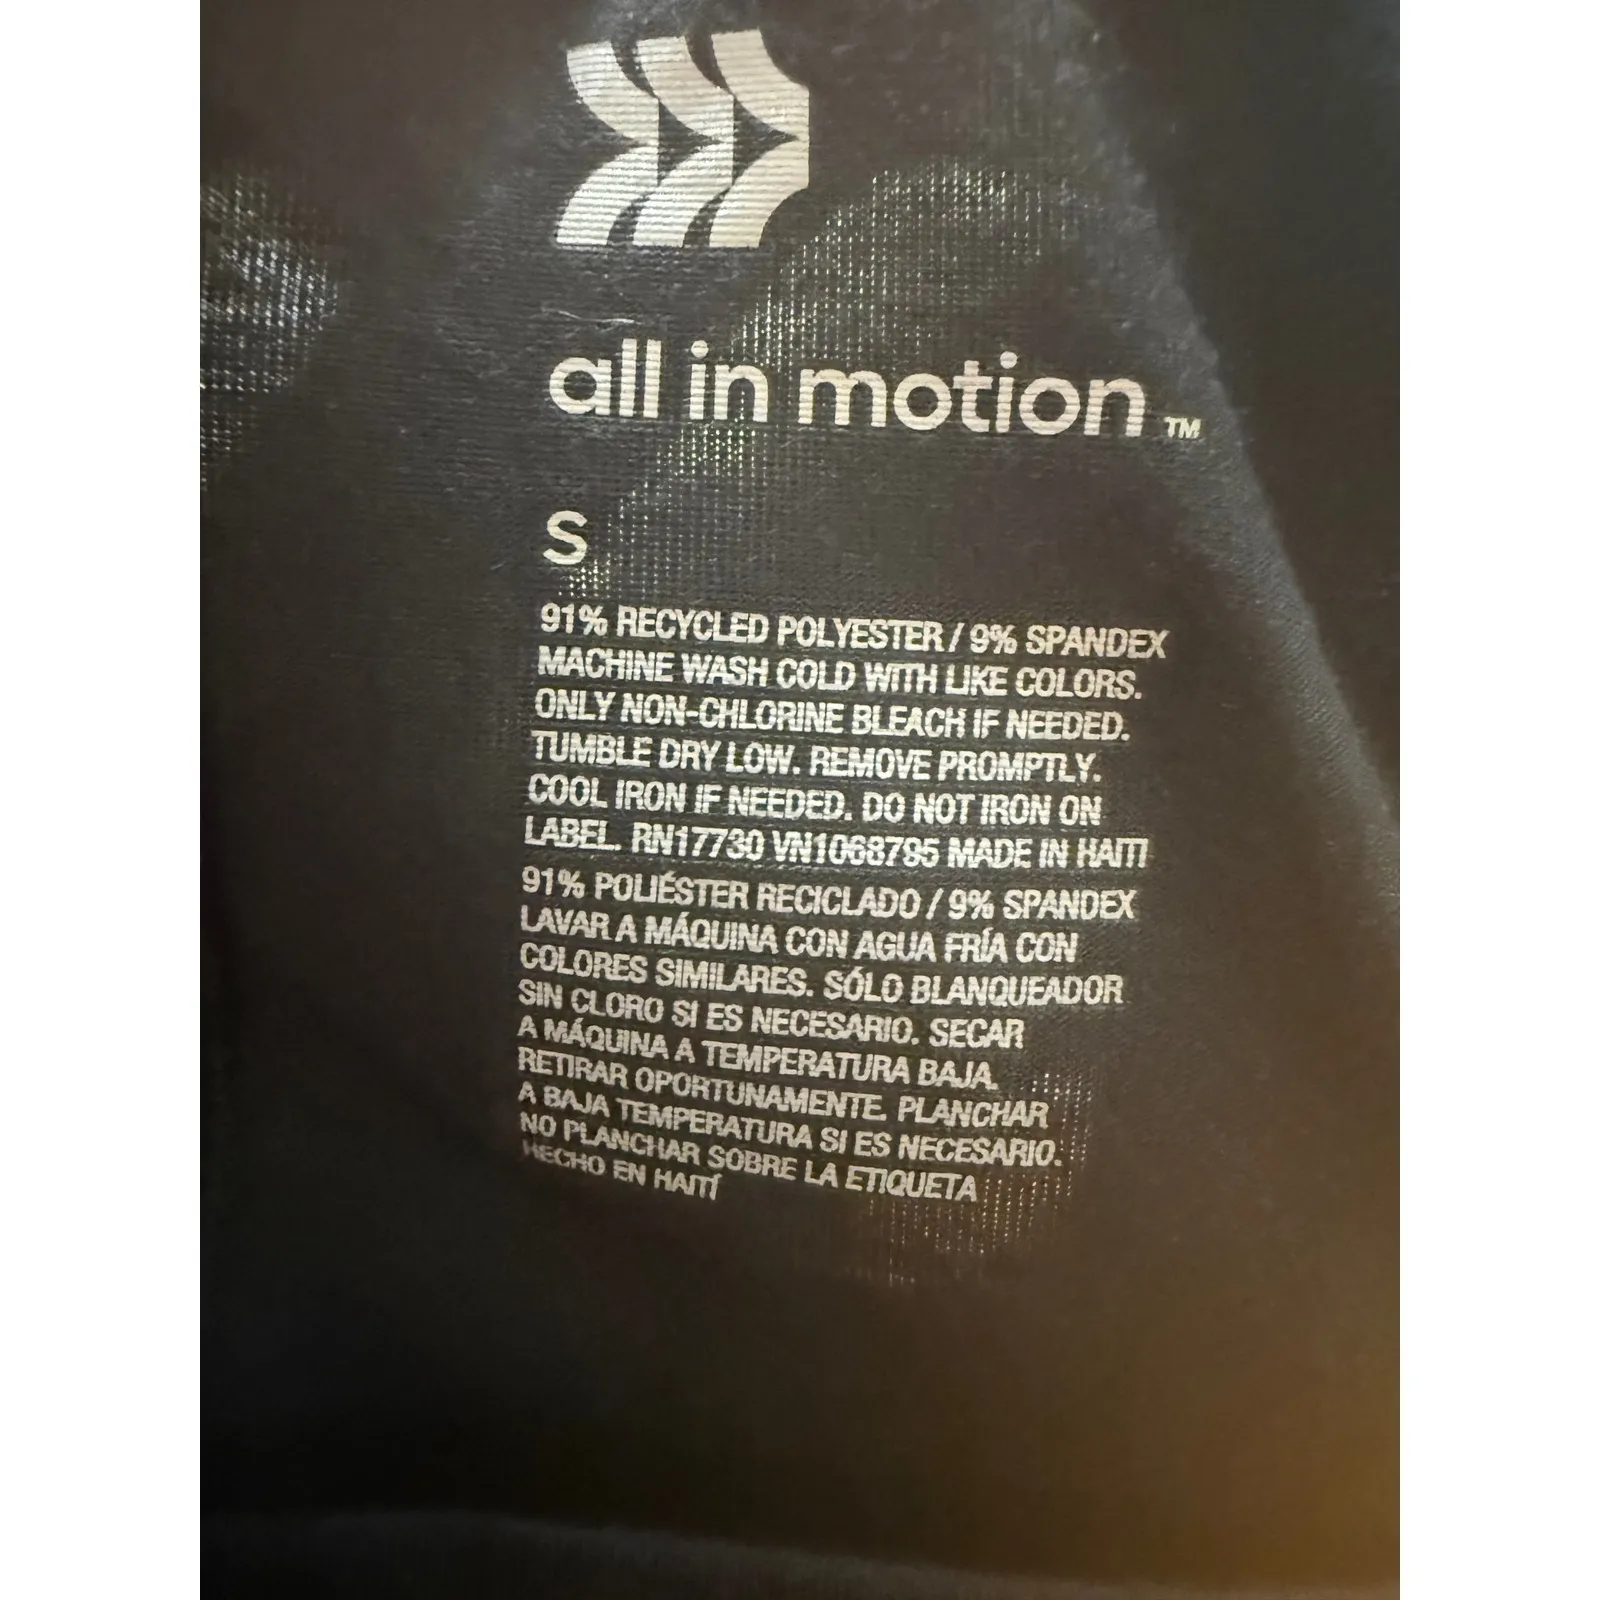 all in motion™
S
91% RECYCLED POLYESTER / 9% SPANDEX
MACHINE WASH COLD WITH LIKE COLORS.
ONLY NON-CHLORINE BLEACH IF NEEDED.
TUMBLE DRY LOW. REMOVE PROMPTLY.
COOL IRON IF NEEDED. DO NOT IRON ON
LABEL. RN17730 VN1068795 MADE IN HAITI
91% POLIÉSTER RECICLADO / 9% SPANDEX
LAVAR A MÁQUINA CON AGUA FRÍA CON
COLORES SIMILARES. SÓLO BLANQUEADOR
SIN CLORO SI ES NECESARIO. SECAR
A MÁQUINA A TEMPERATURA BAJA.
RETIRAR OPORTUNAMENTE. PLANCHAR
A BAJA TEMPERATURA SI ES NECESARIO.
NO PLANCHAR SOBRE LA ETIQUETA
HECHO EN HAITÍ